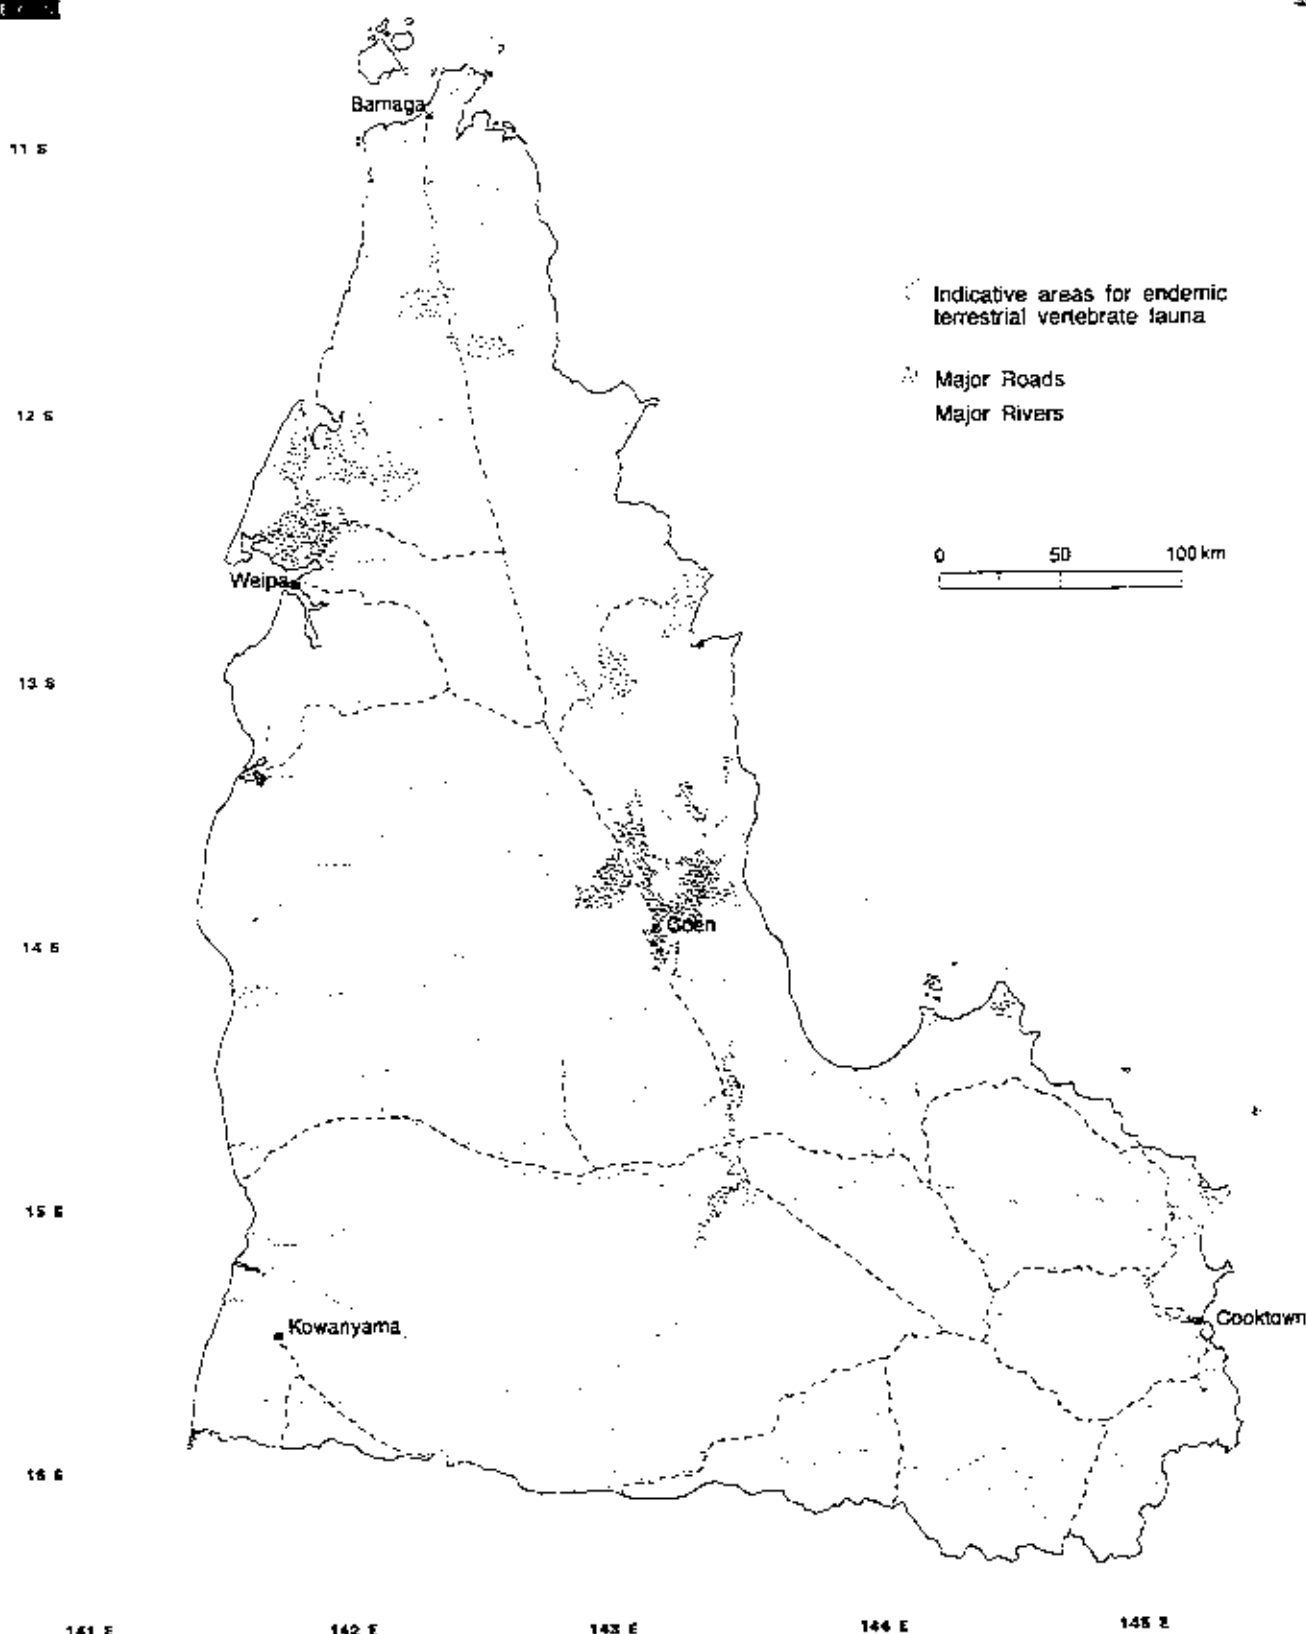 Bamaga
11 S
Indicative areas for endemic
terrestrial vertebrate fauna
Major Roads
12 S
Major Rivers
0 50 100 km
Weipa
13 S
Coen
14 S
15 S
Cooktown
Kowanyama
16 S
141 E 142 E 143 E 144 E 145 E